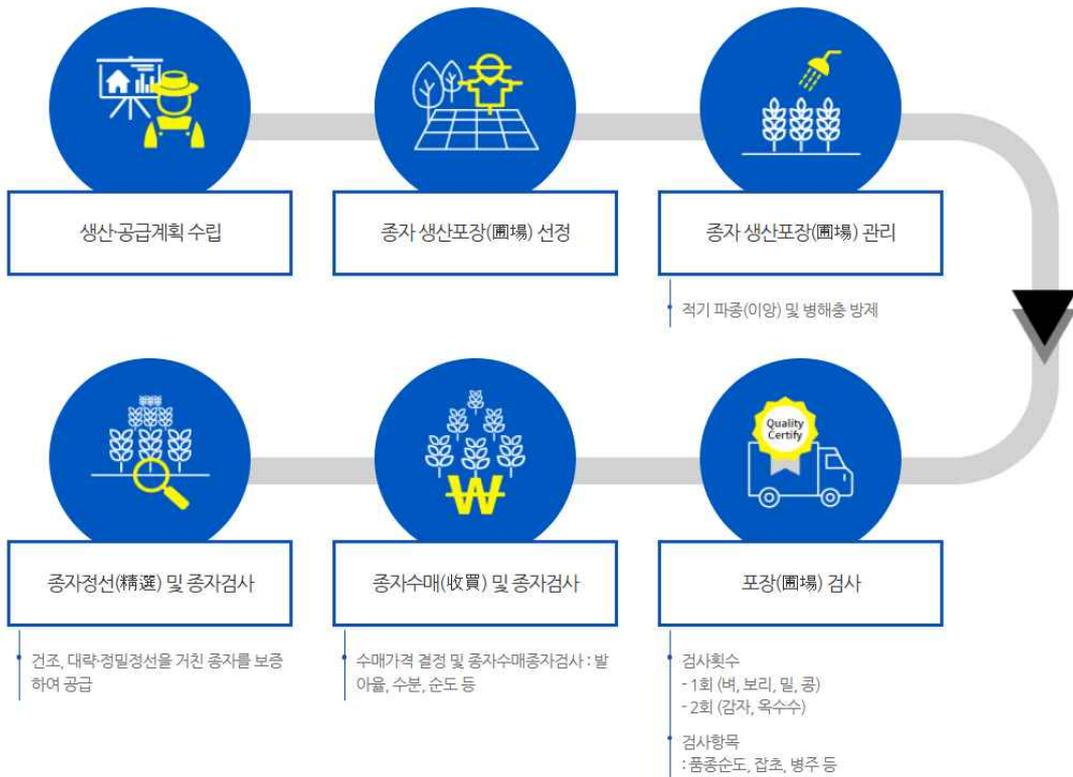 생산·공급계획 수립
종자 생산포장(圃場) 선정
종자 생산포장(圃場) 관리
적기 파종(이앙) 및 병해충 방제
Quality
Certify
종자정선(精選) 및 종자검사
종자수매(收買) 및 종자검사
포장(圃場) 검사
건조, 대략·정밀정선을 거친 종자를 보증
하여 공급
수매가격 결정 및 종자수매종자검사 : 발
아율, 수분, 순도 등
검사횟수
- 1회 (벼, 보리, 밀, 콩)
- 2회 (감자, 옥수수)
검사항목
: 품종순도, 잡초, 병주 등